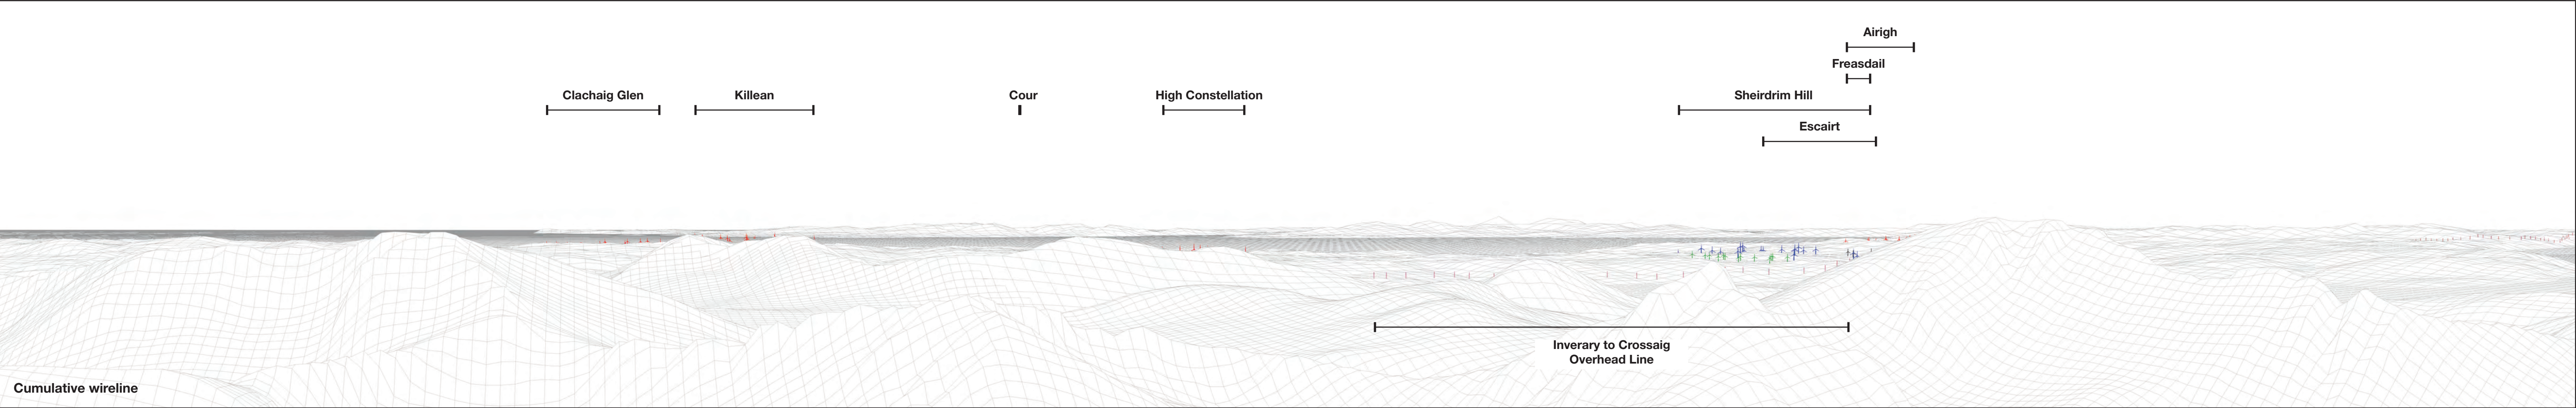 Airigh
Freasdail
Clachaig Glen
Killean
Cour
High Constellation
Sheirdrim Hill
Escairt
Inverary to Crossaig
Overhead Line
Cumulative wireline